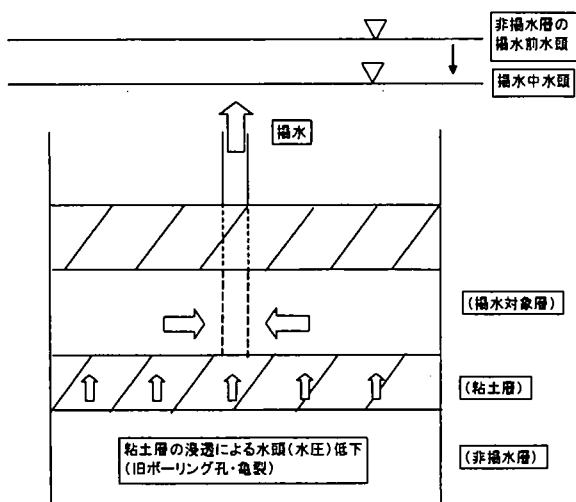 非揚水層の
揚水前水頭
揚水中水頭
揚水
(揚水対象層)
(粘土層)
粘土層の浸透による水頭(水圧)低下
(旧ボーリング孔・亀裂)
(非揚水層)